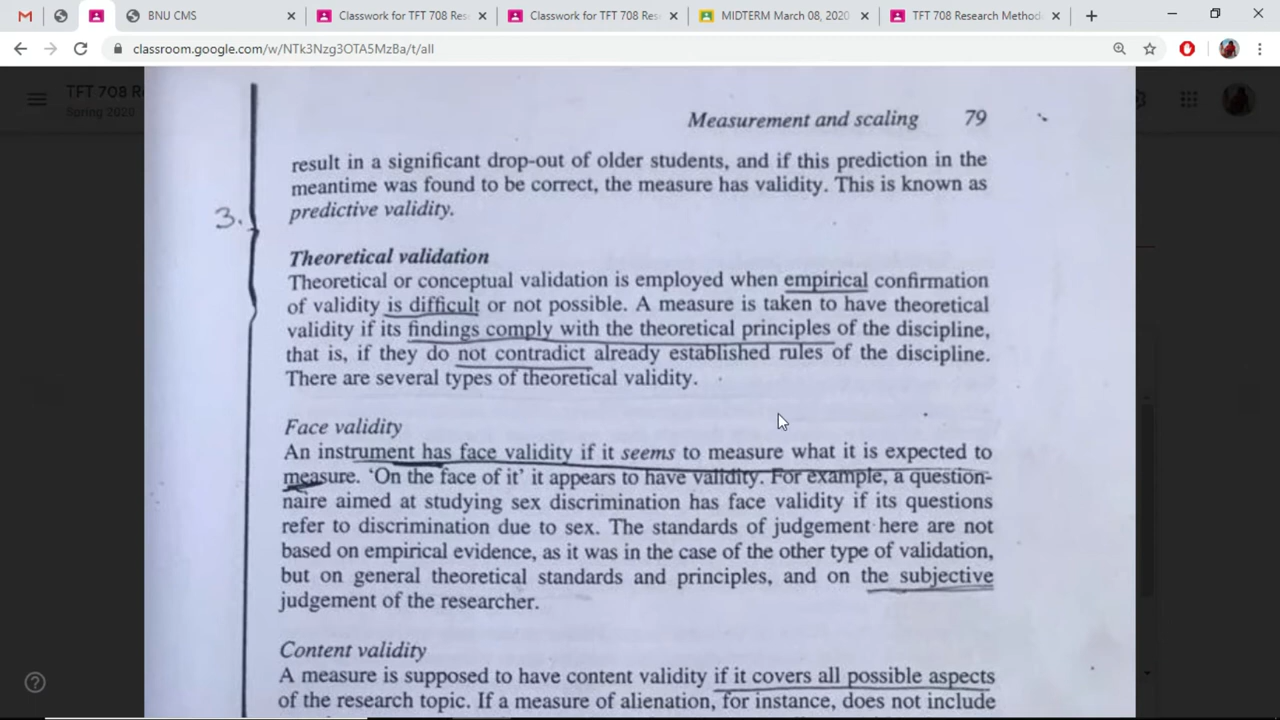 BNU CMS
Classwork for TFT 708 Res
Classwork for TFT 708 Res
MIDTERM March 08, 2020
TFT 708 Research Method
classroom.google.com/w/NTk3Nzg3OTA5MzBa/t/all
TFT 708 R
Spring 2020
Measurement and scaling 79
result in a significant drop-out of older students, and if this prediction in the
meantime was found to be correct, the measure has validity. This is known as
predictive validity.
3.
Theoretical validation
Theoretical or conceptual validation is employed when empirical confirmation
of validity is difficult or not possible. A measure is taken to have theoretical
validity if its findings comply with the theoretical principles of the discipline,
that is, if they do not contradict already established rules of the discipline.
There are several types of theoretical validity.
Face validity
An instrument has face validity if it seems to measure what it is expected to
measure. ‘On the face of it’ it appears to have validity. For example, a question-
naire aimed at studying sex discrimination has face validity if its questions
refer to discrimination due to sex. The standards of judgement here are not
based on empirical evidence, as it was in the case of the other type of validation,
but on general theoretical standards and principles, and on the subjective
judgement of the researcher.
Content validity
A measure is supposed to have content validity if it covers all possible aspects
of the research topic. If a measure of alienation, for instance, does not include